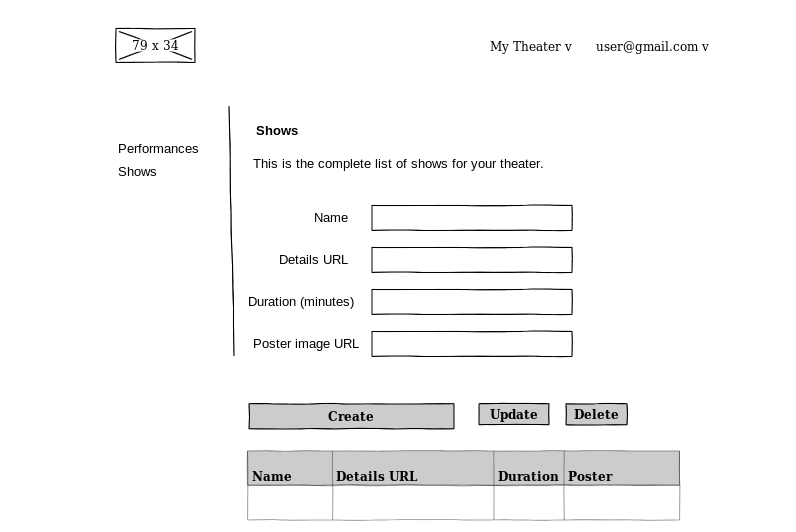 79 x 34
My Theater v user@gmail.com v
Performances
Shows
Shows
This is the complete list of shows for your theater.
Name
Details URL
Duration (minutes)
Poster image URL
Create Update Delete
Name Details URL Duration Poster